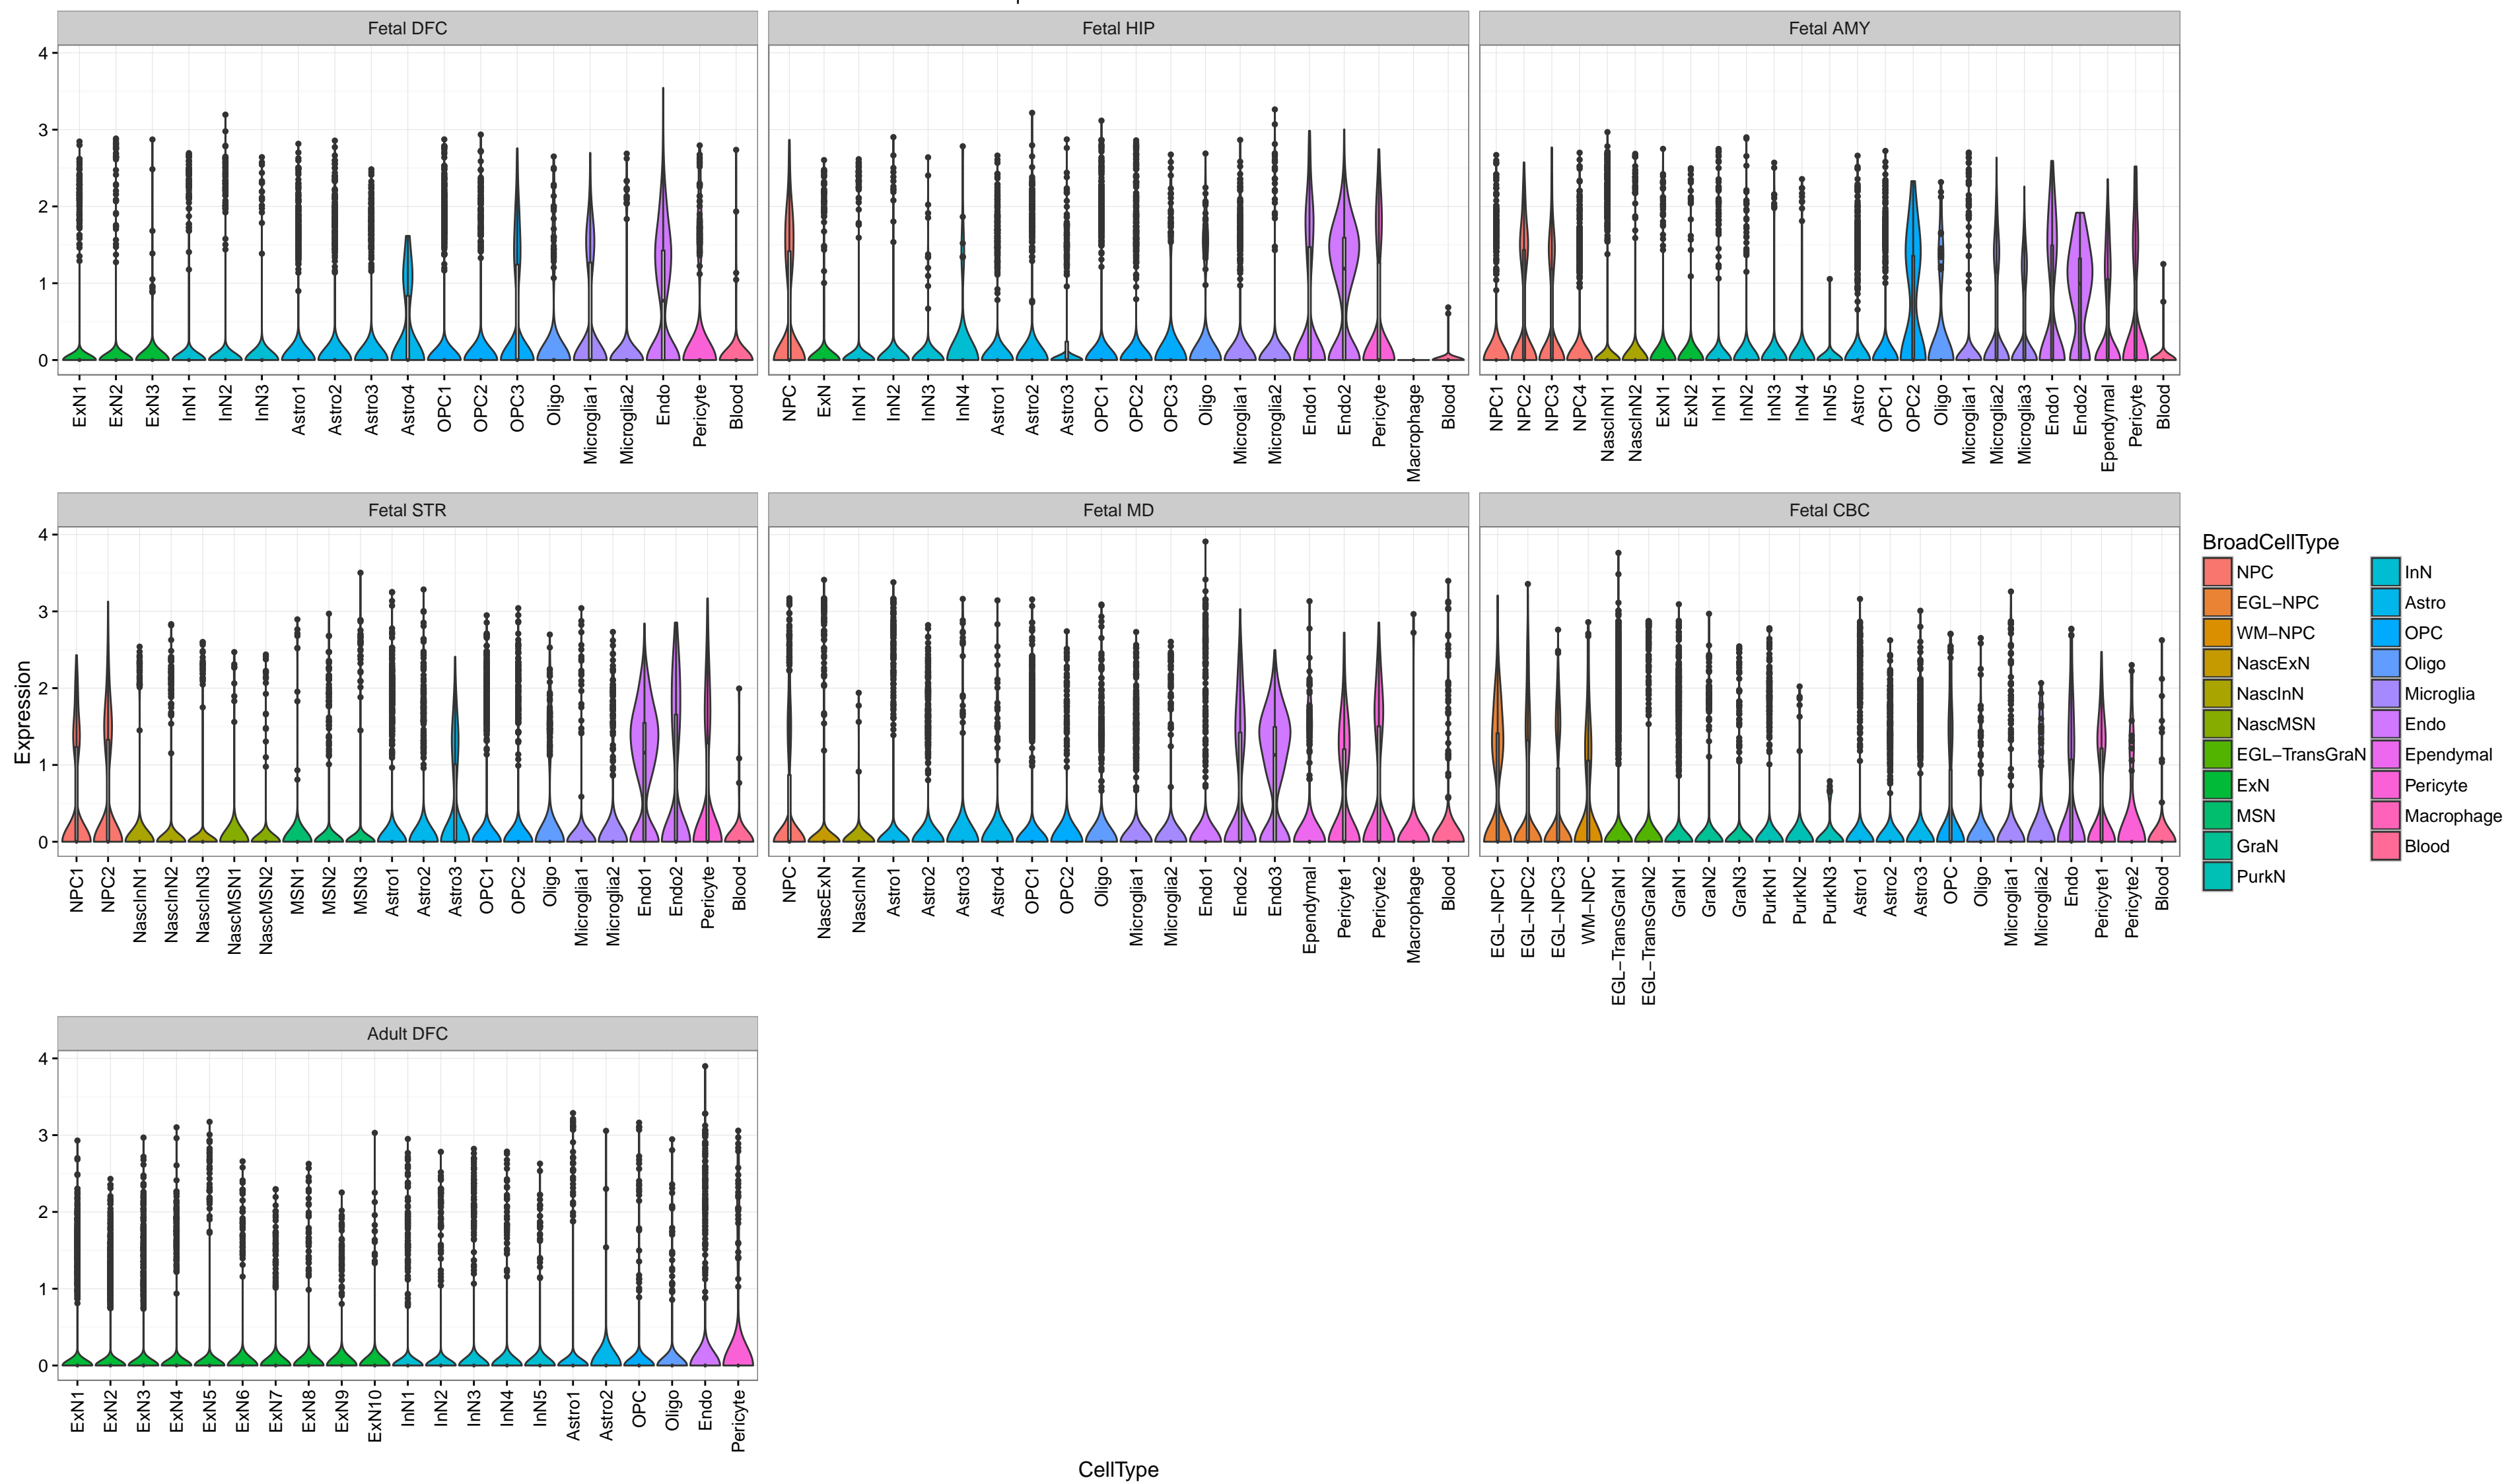 Fetal DFC Fetal HIP Fetal AMY
4
3
2
1
0
ExN1 ExN2 ExN3 InN1 InN2 InN3 Astro1 Astro2 Astro3 Astro4 OPC1 OPC2 OPC3 Oligo Microglia1 Microglia2 Endo Pericyte Blood
NPC ExN InN1 InN2 InN3 InN4 Astro1 Astro2 Astro3 OPC1 OPC2 OPC3 Oligo Microglia1 Microglia2 Endo1 Endo2 Pericyte Macrophage Blood
NPC1 NPC2 NPC3 NPC4 NascInN1 NascInN2 ExN1 ExN2 InN1 InN2 InN3 InN4 InN5 Astro OPC1 OPC2 Oligo Microglia1 Microglia2 Microglia3 Endo1 Endo2 Ependymal Pericyte Blood
Fetal STR Fetal MD Fetal CBC
Expression
4
3
2
1
0
NPC1 NPC2 NascInN1 NascInN2 NascInN3 NascMSN1 NascMSN2 MSN1 MSN2 MSN3 Astro1 Astro2 Astro3 OPC1 OPC2 Oligo Microglia1 Microglia2 Endo1 Endo2 Pericyte Blood
NPC NascExN NascInN Astro1 Astro2 Astro3 Astro4 OPC1 OPC2 Oligo Microglia1 Microglia2 Endo1 Endo2 Endo3 Ependymal Pericyte1 Pericyte2 Macrophage Blood
EGL−NPC1 EGL−NPC2 EGL−NPC3 WM−NPC EGL−TransGraN1 EGL−TransGraN2 GraN1 GraN2 GraN3 PurkN1 PurkN2 PurkN3 Astro1 Astro2 Astro3 OPC Oligo Microglia1 Microglia2 Endo Pericyte1 Pericyte2 Blood
BroadCellType
NPC InN
EGL−NPC Astro
WM−NPC OPC
NascExN Oligo
NascInN Microglia
NascMSN Endo
EGL−TransGraN Ependymal
ExN Pericyte
MSN Macrophage
GraN Blood
PurkN
Adult DFC
4
3
2
1
0
ExN1 ExN2 ExN3 ExN4 ExN5 ExN6 ExN7 ExN8 ExN9 ExN10 InN1 InN2 InN3 InN4 InN5 Astro1 Astro2 OPC Oligo Endo Pericyte
CellType